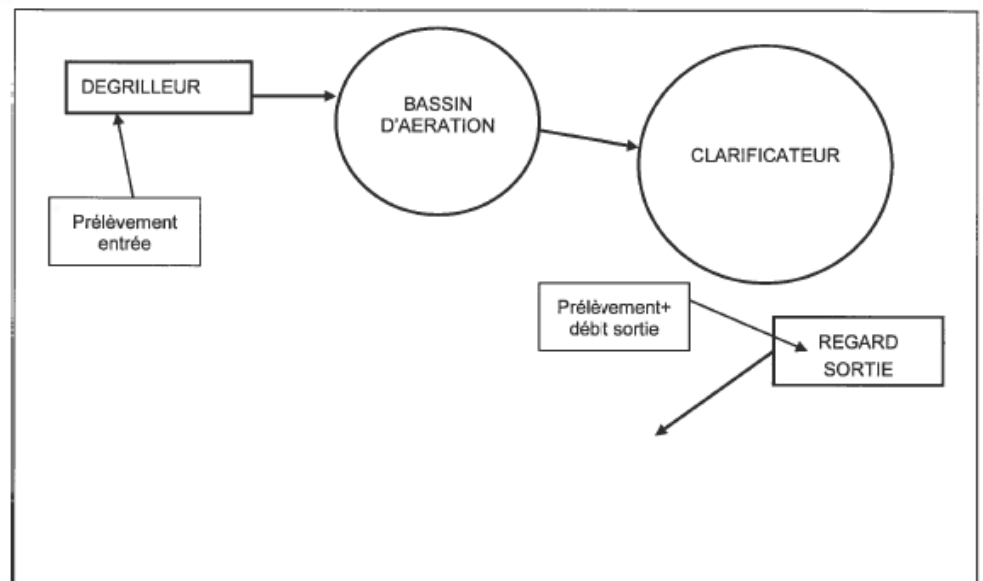 DEGRILLEUR
BASSIN
D'AERATION
CLARIFICATEUR
Prélèvement
entrée
Prélèvement+
débit sortie
REGARD
SORTIE